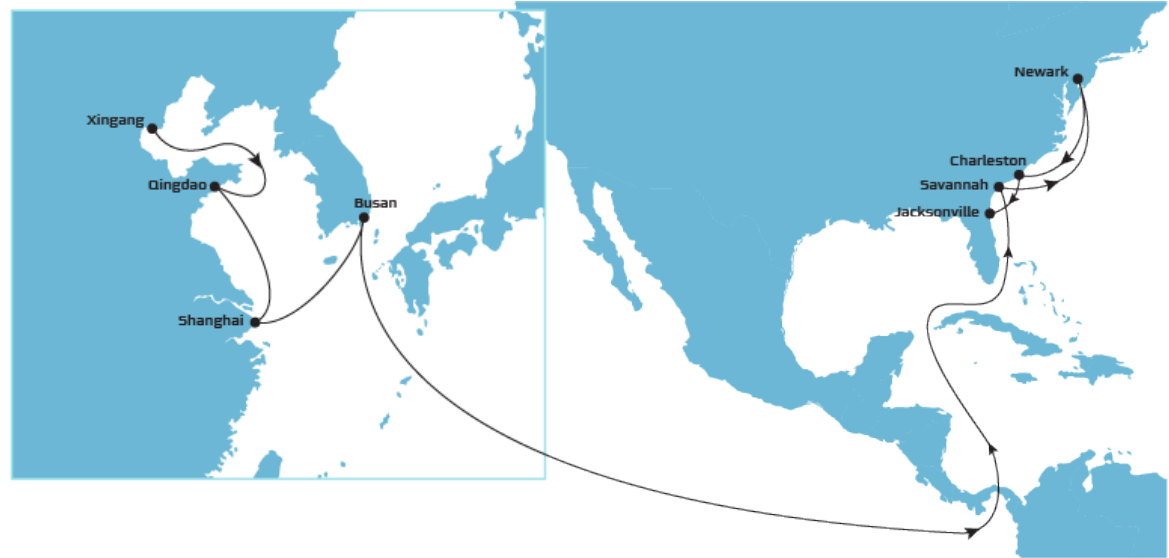 Xingang
Qingdao
Busan
Shanghai
Newark
Charleston
Savannah
Jacksonville